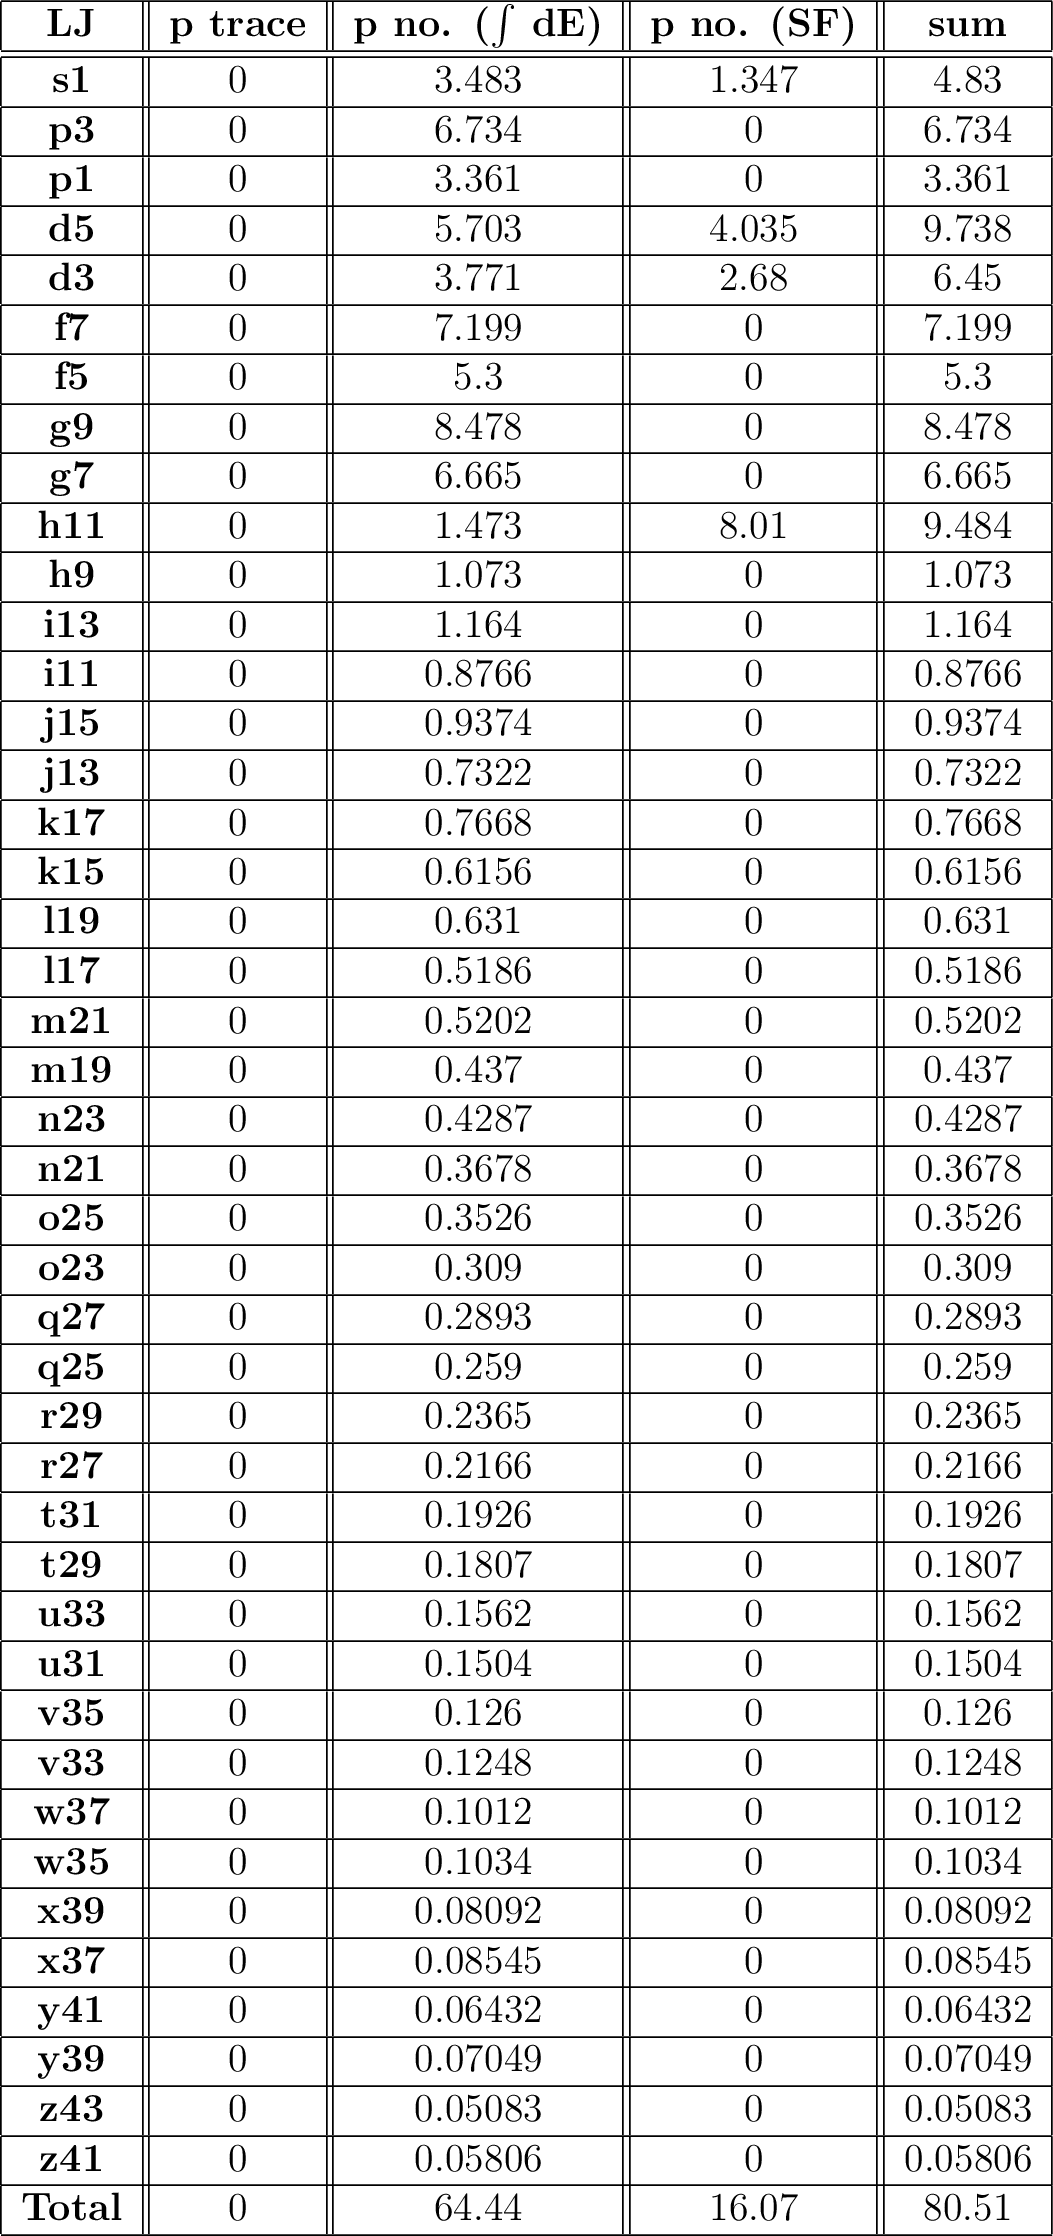 LJ p trace p no. (∫ dE) p no. (SF) sum
s1 0 3.483 1.347 4.83
p3 0 6.734 0 6.734
p1 0 3.361 0 3.361
d5 0 5.703 4.035 9.738
d3 0 3.771 2.68 6.45
f7 0 7.199 0 7.199
f5 0 5.3 0 5.3
g9 0 8.478 0 8.478
g7 0 6.665 0 6.665
h11 0 1.473 8.01 9.484
h9 0 1.073 0 1.073
i13 0 1.164 0 1.164
i11 0 0.8766 0 0.8766
j15 0 0.9374 0 0.9374
j13 0 0.7322 0 0.7322
k17 0 0.7668 0 0.7668
k15 0 0.6156 0 0.6156
l19 0 0.631 0 0.631
l17 0 0.5186 0 0.5186
m21 0 0.5202 0 0.5202
m19 0 0.437 0 0.437
n23 0 0.4287 0 0.4287
n21 0 0.3678 0 0.3678
o25 0 0.3526 0 0.3526
o23 0 0.309 0 0.309
q27 0 0.2893 0 0.2893
q25 0 0.259 0 0.259
r29 0 0.2365 0 0.2365
r27 0 0.2166 0 0.2166
t31 0 0.1926 0 0.1926
t29 0 0.1807 0 0.1807
u33 0 0.1562 0 0.1562
u31 0 0.1504 0 0.1504
v35 0 0.126 0 0.126
v33 0 0.1248 0 0.1248
w37 0 0.1012 0 0.1012
w35 0 0.1034 0 0.1034
x39 0 0.08092 0 0.08092
x37 0 0.08545 0 0.08545
y41 0 0.06432 0 0.06432
y39 0 0.07049 0 0.07049
z43 0 0.05083 0 0.05083
z41 0 0.05806 0 0.05806
Total 0 64.44 16.07 80.51